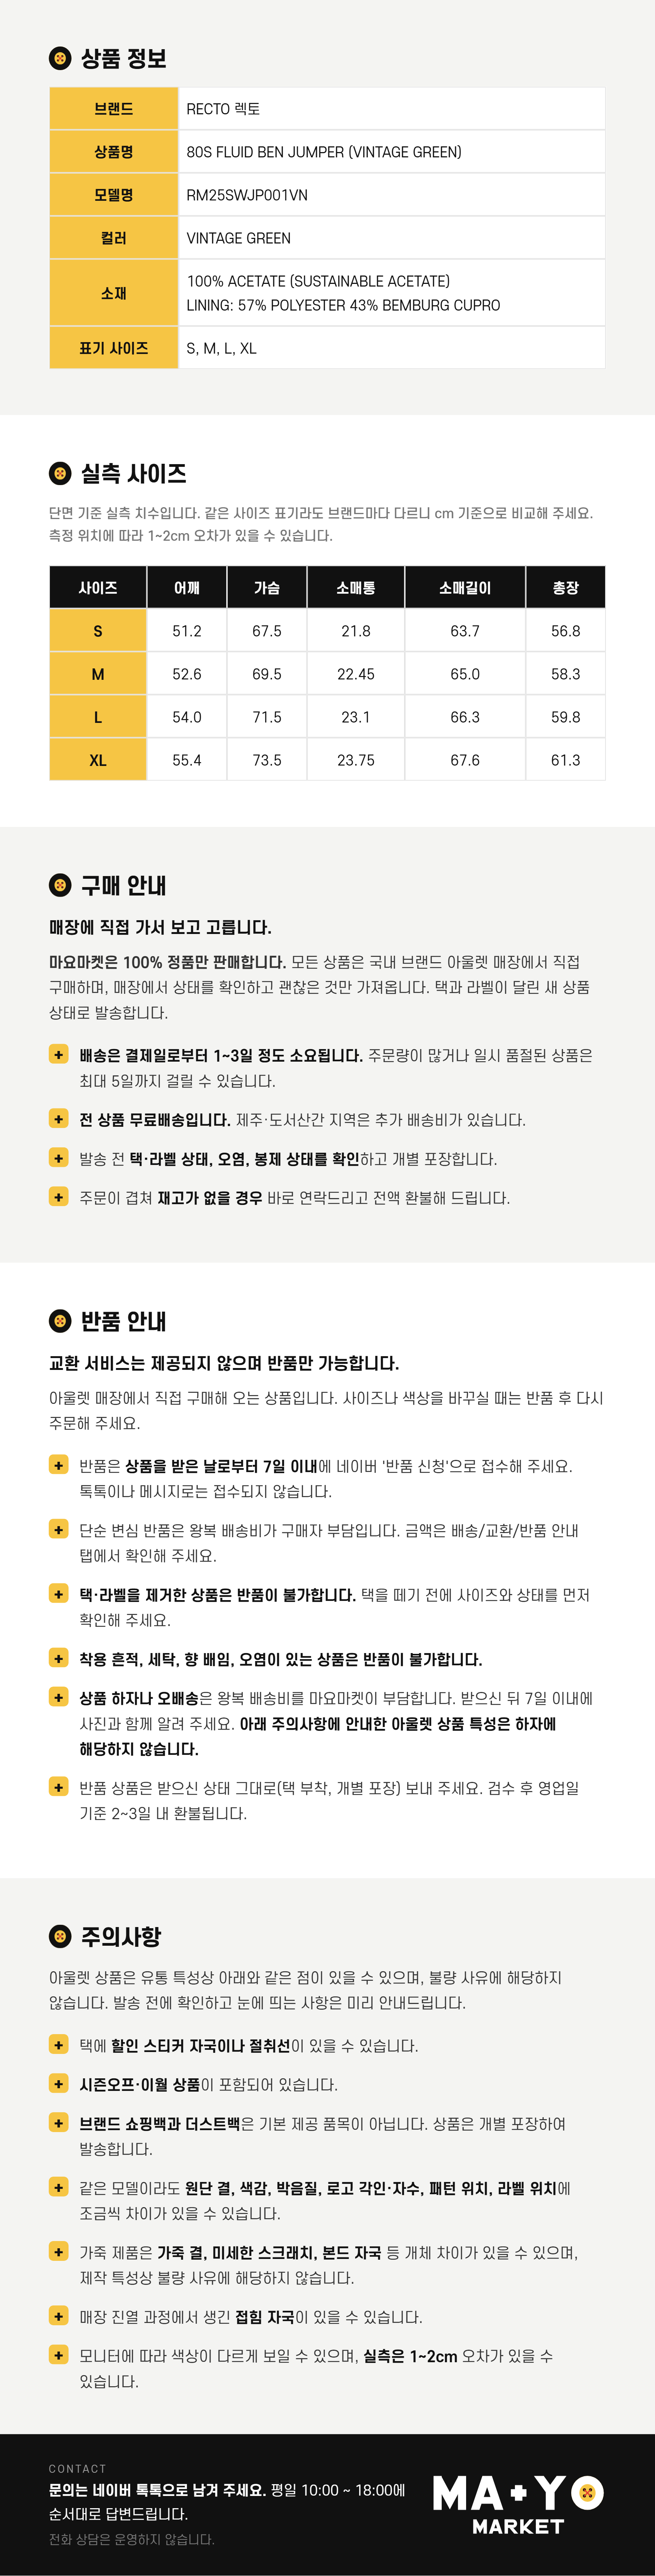 상품 정보
브랜드 RECTO 렉토
상품명 80S FLUID BEN JUMPER (VINTAGE GREEN)
모델명 RM25SWJP001VN
컬러 VINTAGE GREEN
소재 100% ACETATE (SUSTAINABLE ACETATE)
LINING: 57% POLYESTER 43% BEMBURG CUPRO
표기 사이즈 S, M, L, XL
실측 사이즈
단면 기준 실측 치수입니다. 같은 사이즈 표기라도 브랜드마다 다르니 cm 기준으로 비교해 주세요.
측정 위치에 따라 1~2cm 오차가 있을 수 있습니다.
사이즈 어깨 가슴 소매통 소매길이 총장
S 51.2 67.5 21.8 63.7 56.8
M 52.6 69.5 22.45 65.0 58.3
L 54.0 71.5 23.1 66.3 59.8
XL 55.4 73.5 23.75 67.6 61.3
구매 안내
매장에 직접 가서 보고 고릅니다.
마요마켓은 100% 정품만 판매합니다. 모든 상품은 국내 브랜드 아울렛 매장에서 직접
구매하며, 매장에서 상태를 확인하고 괜찮은 것만 가져옵니다. 택과 라벨이 달린 새 상품
상태로 발송합니다.
+ 배송은 결제일로부터 1~3일 정도 소요됩니다. 주문량이 많거나 일시 품절된 상품은
최대 5일까지 걸릴 수 있습니다.
+ 전 상품 무료배송입니다. 제주·도서산간 지역은 추가 배송비가 있습니다.
+ 발송 전 택·라벨 상태, 오염, 봉제 상태를 확인하고 개별 포장합니다.
+ 주문이 겹쳐 재고가 없을 경우 바로 연락드리고 전액 환불해 드립니다.
반품 안내
교환 서비스는 제공되지 않으며 반품만 가능합니다.
아울렛 매장에서 직접 구매해 오는 상품입니다. 사이즈나 색상을 바꾸실 때는 반품 후 다시
주문해 주세요.
+ 반품은 상품을 받은 날로부터 7일 이내에 네이버 '반품 신청'으로 접수해 주세요.
톡톡이나 메시지로는 접수되지 않습니다.
+ 단순 변심 반품은 왕복 배송비가 구매자 부담입니다. 금액은 배송/교환/반품 안내
탭에서 확인해 주세요.
+ 택·라벨을 제거한 상품은 반품이 불가합니다. 택을 떼기 전에 사이즈와 상태를 먼저
확인해 주세요.
+ 착용 흔적, 세탁, 향 배임, 오염이 있는 상품은 반품이 불가합니다.
+ 상품 하자나 오배송은 왕복 배송비를 마요마켓이 부담합니다. 받으신 뒤 7일 이내에
사진과 함께 알려 주세요. 아래 주의사항에 안내한 아울렛 상품 특성은 하자에
해당하지 않습니다.
+ 반품 상품은 받으신 상태 그대로(택 부착, 개별 포장) 보내 주세요. 검수 후 영업일
기준 2~3일 내 환불됩니다.
주의사항
아울렛 상품은 유통 특성상 아래와 같은 점이 있을 수 있으며, 불량 사유에 해당하지
않습니다. 발송 전에 확인하고 눈에 띄는 사항은 미리 안내드립니다.
+ 택에 할인 스티커 자국이나 절취선이 있을 수 있습니다.
+ 시즌오프·이월 상품이 포함되어 있습니다.
+ 브랜드 쇼핑백과 더스트백은 기본 제공 품목이 아닙니다. 상품은 개별 포장하여
발송합니다.
+ 같은 모델이라도 원단 결, 색감, 박음질, 로고 각인·자수, 패턴 위치, 라벨 위치에
조금씩 차이가 있을 수 있습니다.
+ 가죽 제품은 가죽 결, 미세한 스크래치, 본드 자국 등 개체 차이가 있을 수 있으며,
제작 특성상 불량 사유에 해당하지 않습니다.
+ 매장 진열 과정에서 생긴 접힘 자국이 있을 수 있습니다.
+ 모니터에 따라 색상이 다르게 보일 수 있으며, 실측은 1~2cm 오차가 있을 수
있습니다.
CONTACT
문의는 네이버 톡톡으로 남겨 주세요. 평일 10:00 ~ 18:00에
순서대로 답변드립니다.
전화 상담은 운영하지 않습니다.
MA+YO
MARKET